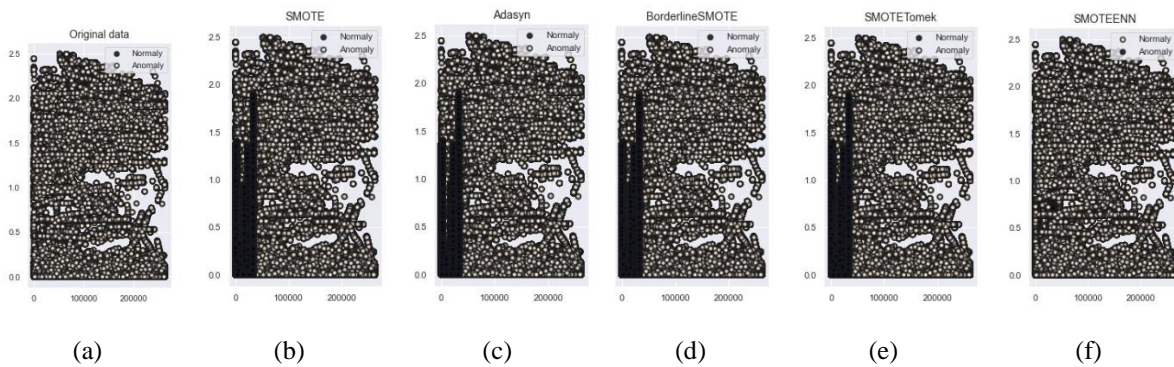 Original data
Normaly
Anomaly
2.5
2.0
1.5
1.0
0.5
0.0
0 100000 200000
(a)
SMOTE
Normaly
Anomaly
2.5
2.0
1.5
1.0
0.5
0.0
0 100000 200000
(b)
Adasyn
Normaly
Anomaly
2.5
2.0
1.5
1.0
0.5
0.0
0 100000 200000
(c)
BorderlineSMOTE
Normaly
Anomaly
2.5
2.0
1.5
1.0
0.5
0.0
0 100000 200000
(d)
SMOTETomek
Normaly
Anomaly
2.5
2.0
1.5
1.0
0.5
0.0
0 100000 200000
(e)
SMOTEENN
Normaly
Anomaly
2.5
2.0
1.5
1.0
0.5
0.0
0 100000 200000
(f)